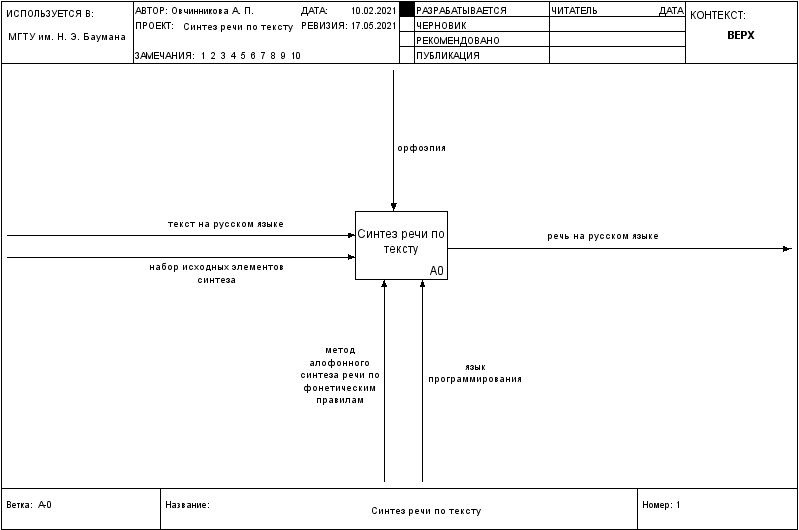 ИСПОЛЬЗУЕТСЯ В:
МГТУ им. Н. Э. Баумана
АВТОР: Овчинникова А. П.
ДАТА: 10.02.2021
ПРОЕКТ: Синтез речи по тексту
РЕВИЗИЯ: 17.05.2021
ЗАМЕЧАНИЯ: 1 2 3 4 5 6 7 8 9 10
РАЗРАБАТЫВАЕТСЯ
ЧЕРНОВИК
РЕКОМЕНДОВАНО
ПУБЛИКАЦИЯ
ЧИТАТЕЛЬ ДАТА
КОНТЕКСТ:
ВЕРХ
орфоэпия
текст на русском языке
набор исходных элементов
синтеза
Синтез речи по
тексту
A0
речь на русском языке
метод
алофонного
синтеза речи по
фонетическим
правилам
язык
программирования
Ветка: A-0
Название:
Синтез речи по тексту
Номер: 1